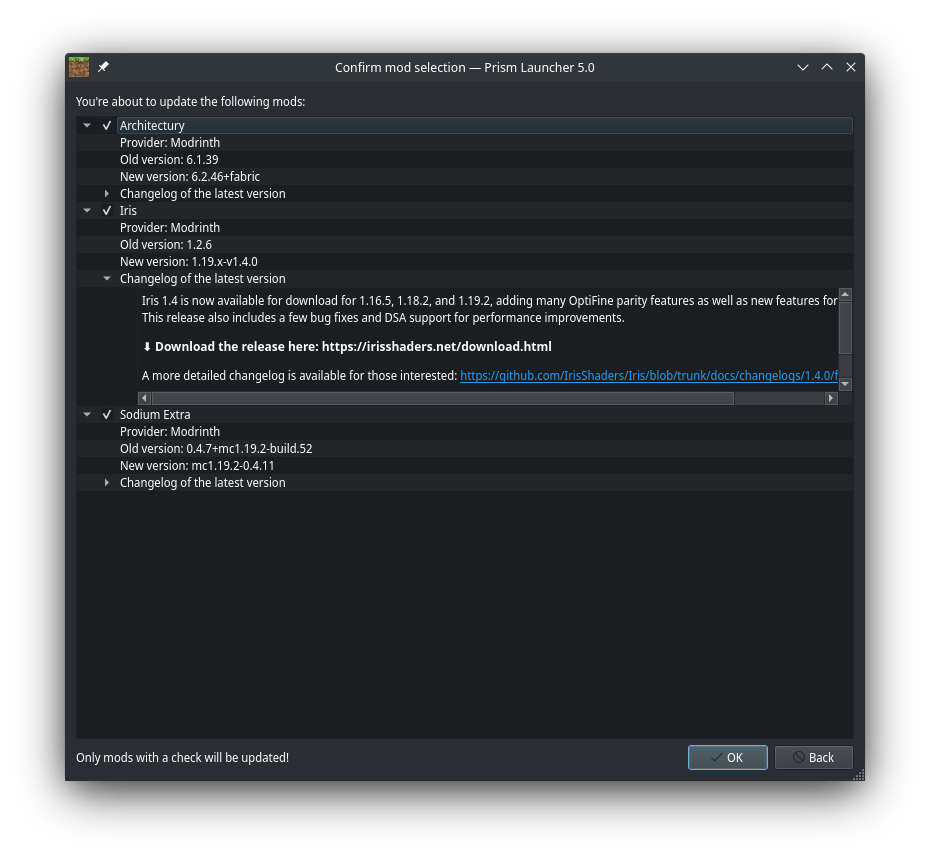 Confirm mod selection — Prism Launcher 5.0
You're about to update the following mods:
Architectury
Provider: Modrinth
Old version: 6.1.39
New version: 6.2.46+fabric
Changelog of the latest version
Iris
Provider: Modrinth
Old version: 1.2.6
New version: 1.19.x-v1.4.0
Changelog of the latest version
Iris 1.4 is now available for download for 1.16.5, 1.18.2, and 1.19.2, adding many OptiFine parity features as well as new features for
This release also includes a few bug fixes and DSA support for performance improvements.
⬇ Download the release here: https://irisshaders.net/download.html
A more detailed changelog is available for those interested: https://github.com/IrisShaders/Iris/blob/trunk/docs/changelogs/1.4.0/f
Sodium Extra
Provider: Modrinth
Old version: 0.4.7+mc1.19.2-build.52
New version: mc1.19.2-0.4.11
Changelog of the latest version
Only mods with a check will be updated!
OK
Back